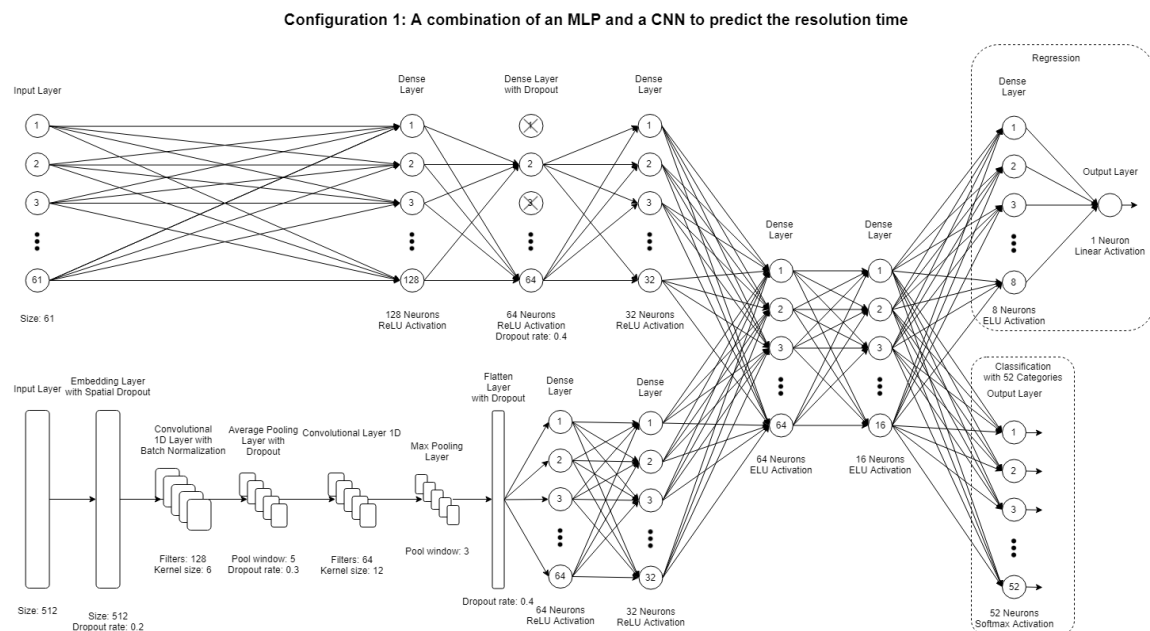 Configuration 1: A combination of an MLP and a CNN to predict the resolution time
Input Layer
1
2
3
61
Size: 61
Dense
Layer
1
2
3
128
128 Neurons
ReLU Activation
Dense Layer
with Dropout
1
2
3
64
64 Neurons
ReLU Activation
Dropout rate: 0.4
Dense
Layer
1
2
3
32
32 Neurons
ReLU Activation
Input Layer
Size: 512
Embedding Layer
with Spatial Dropout
Size: 512
Dropout rate: 0.2
Convolutional
1D Layer with
Batch Normalization
Filters: 128
Kernel size: 6
Average Pooling
Layer with
Dropout
Pool window: 5
Dropout rate: 0.3
Convolutional Layer 1D
Filters: 64
Kernel size: 12
Max Pooling
Layer
Pool window: 3
Flatten
Layer
with Dropout
Dropout rate: 0.4
Dense Layer
1
2
3
64
64 Neurons
ReLU Activation
Dense Layer
1
2
3
32
32 Neurons
ReLU Activation
Dense
Layer
1
2
3
64
64 Neurons
ELU Activation
Dense
Layer
1
2
3
16
16 Neurons
ELU Activation
Regression
Dense
Layer
1
2
3
8
8 Neurons
ELU Activation
Output Layer
1 Neuron
Linear Activation
Classification
with 52 Categories
Output Layer
1
2
3
52
52 Neurons
Softmax Activation